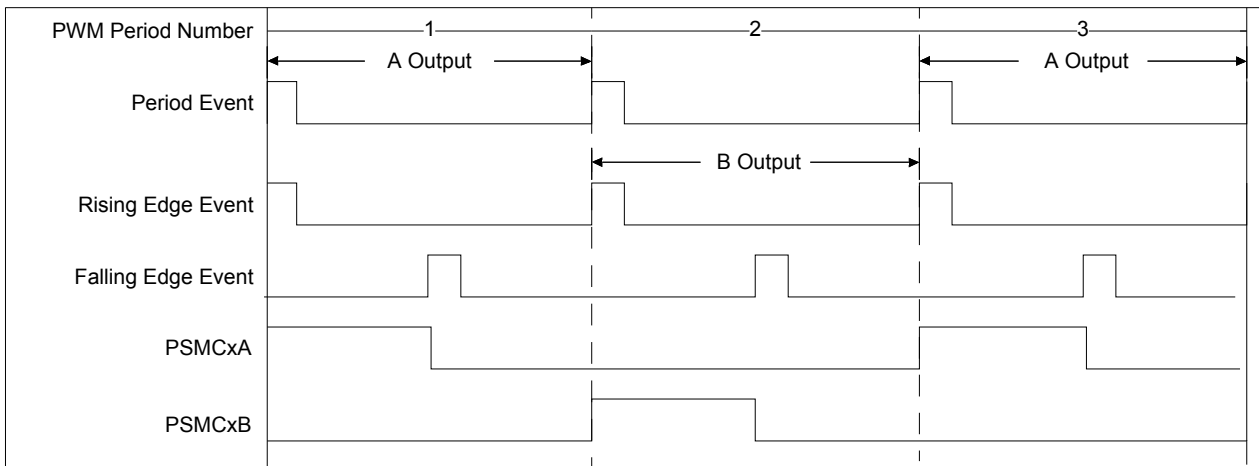 PWM Period Number
1
2
3
A Output
A Output
Period Event
B Output
Rising Edge Event
Falling Edge Event
PSMCxA
PSMCxB